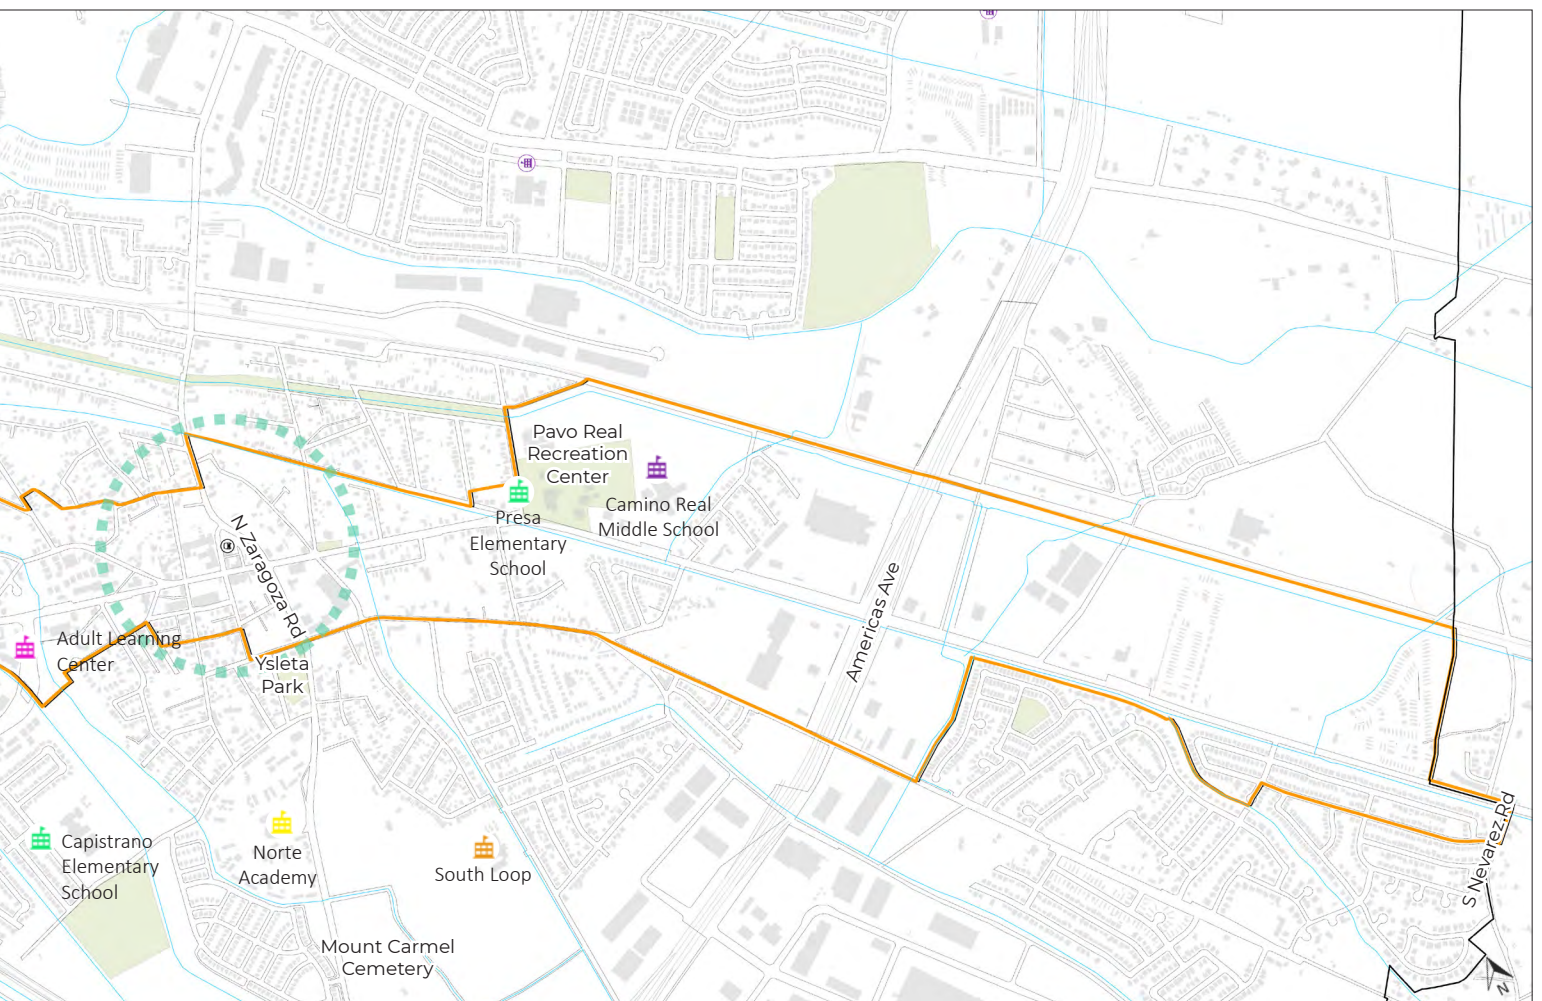 Pavo Real
Recreation
Center
Camino Real
Middle School
Presa
Elementary
School
N Zaragoza Rd
Americas Ave
Adult Learning
Center
Ysleta
Park
Capistrano
Elementary
School
Norte
Academy
South Loop
S Nevarez Rd
Mount Carmel
Cemetery
N